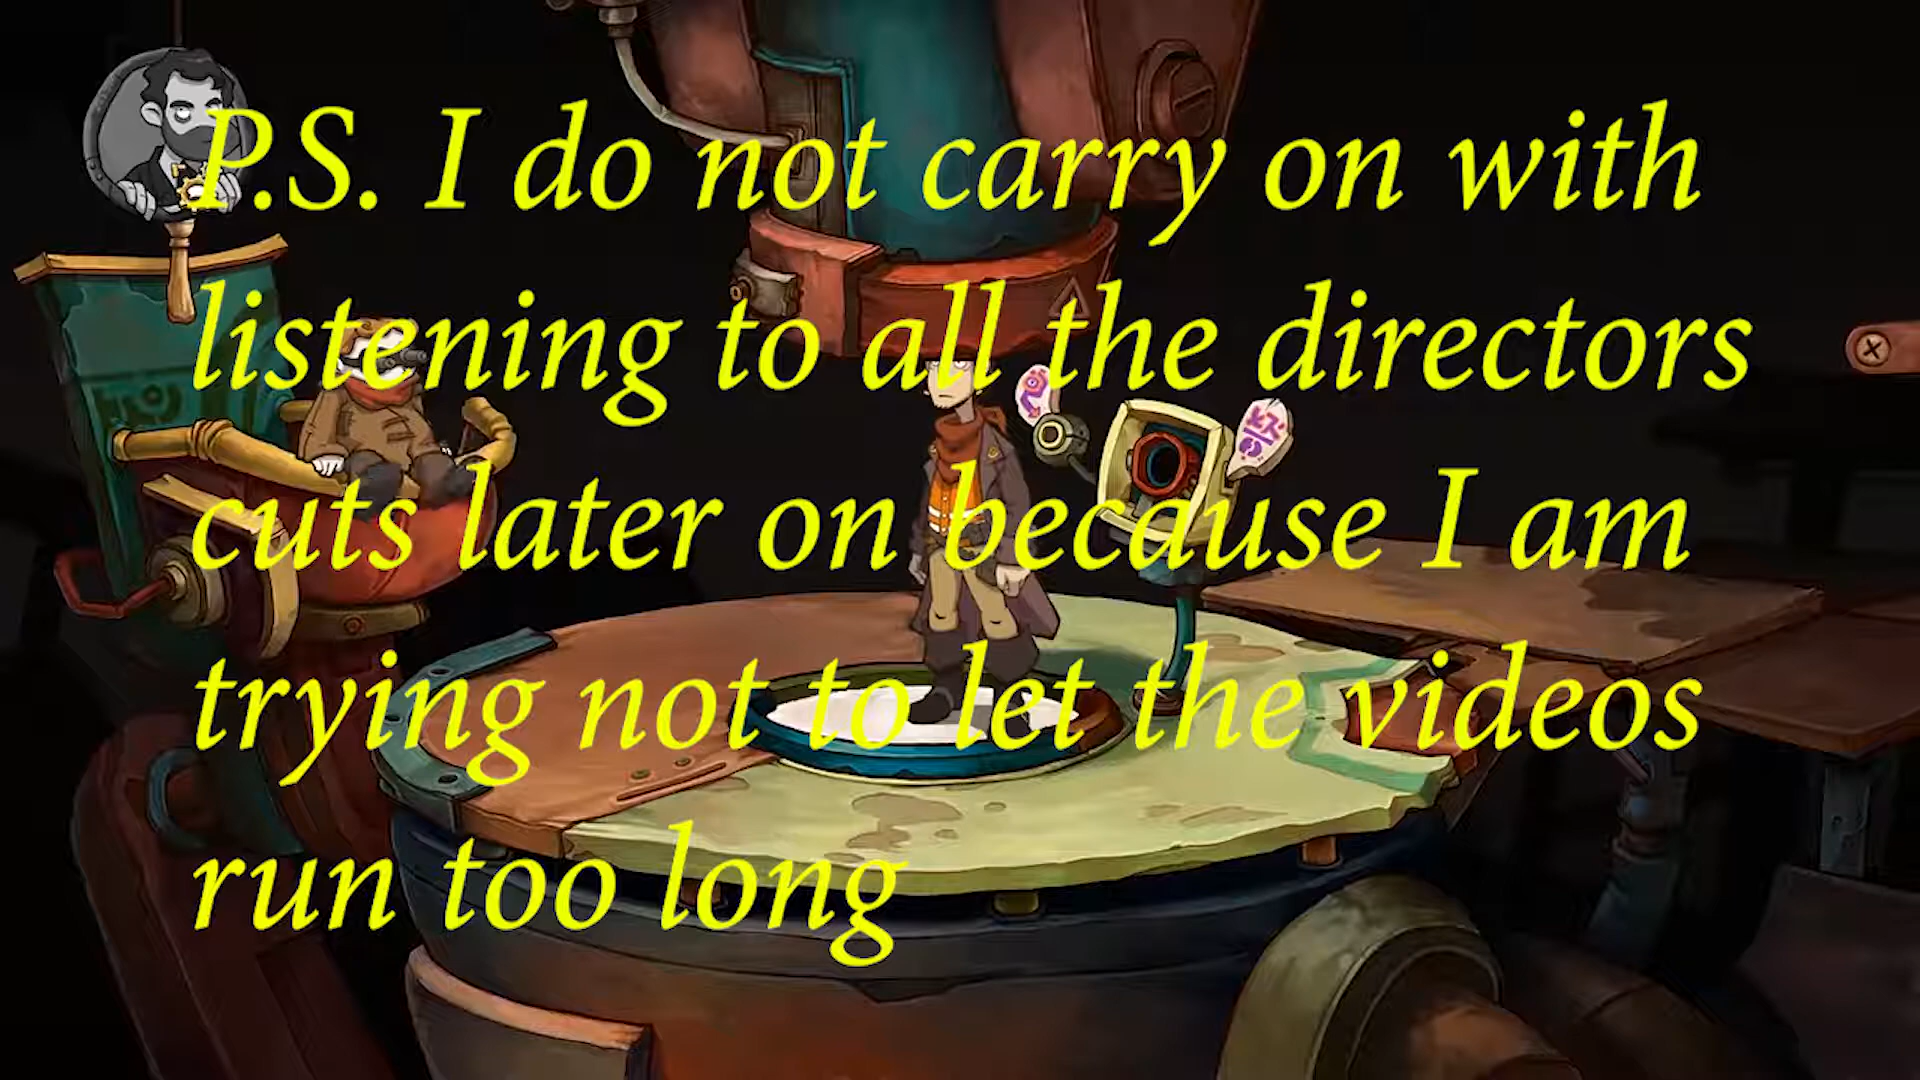 P.S. I do not carry on with
listening to all the directors
cuts later on because I am
trying not to let the videos
run too long